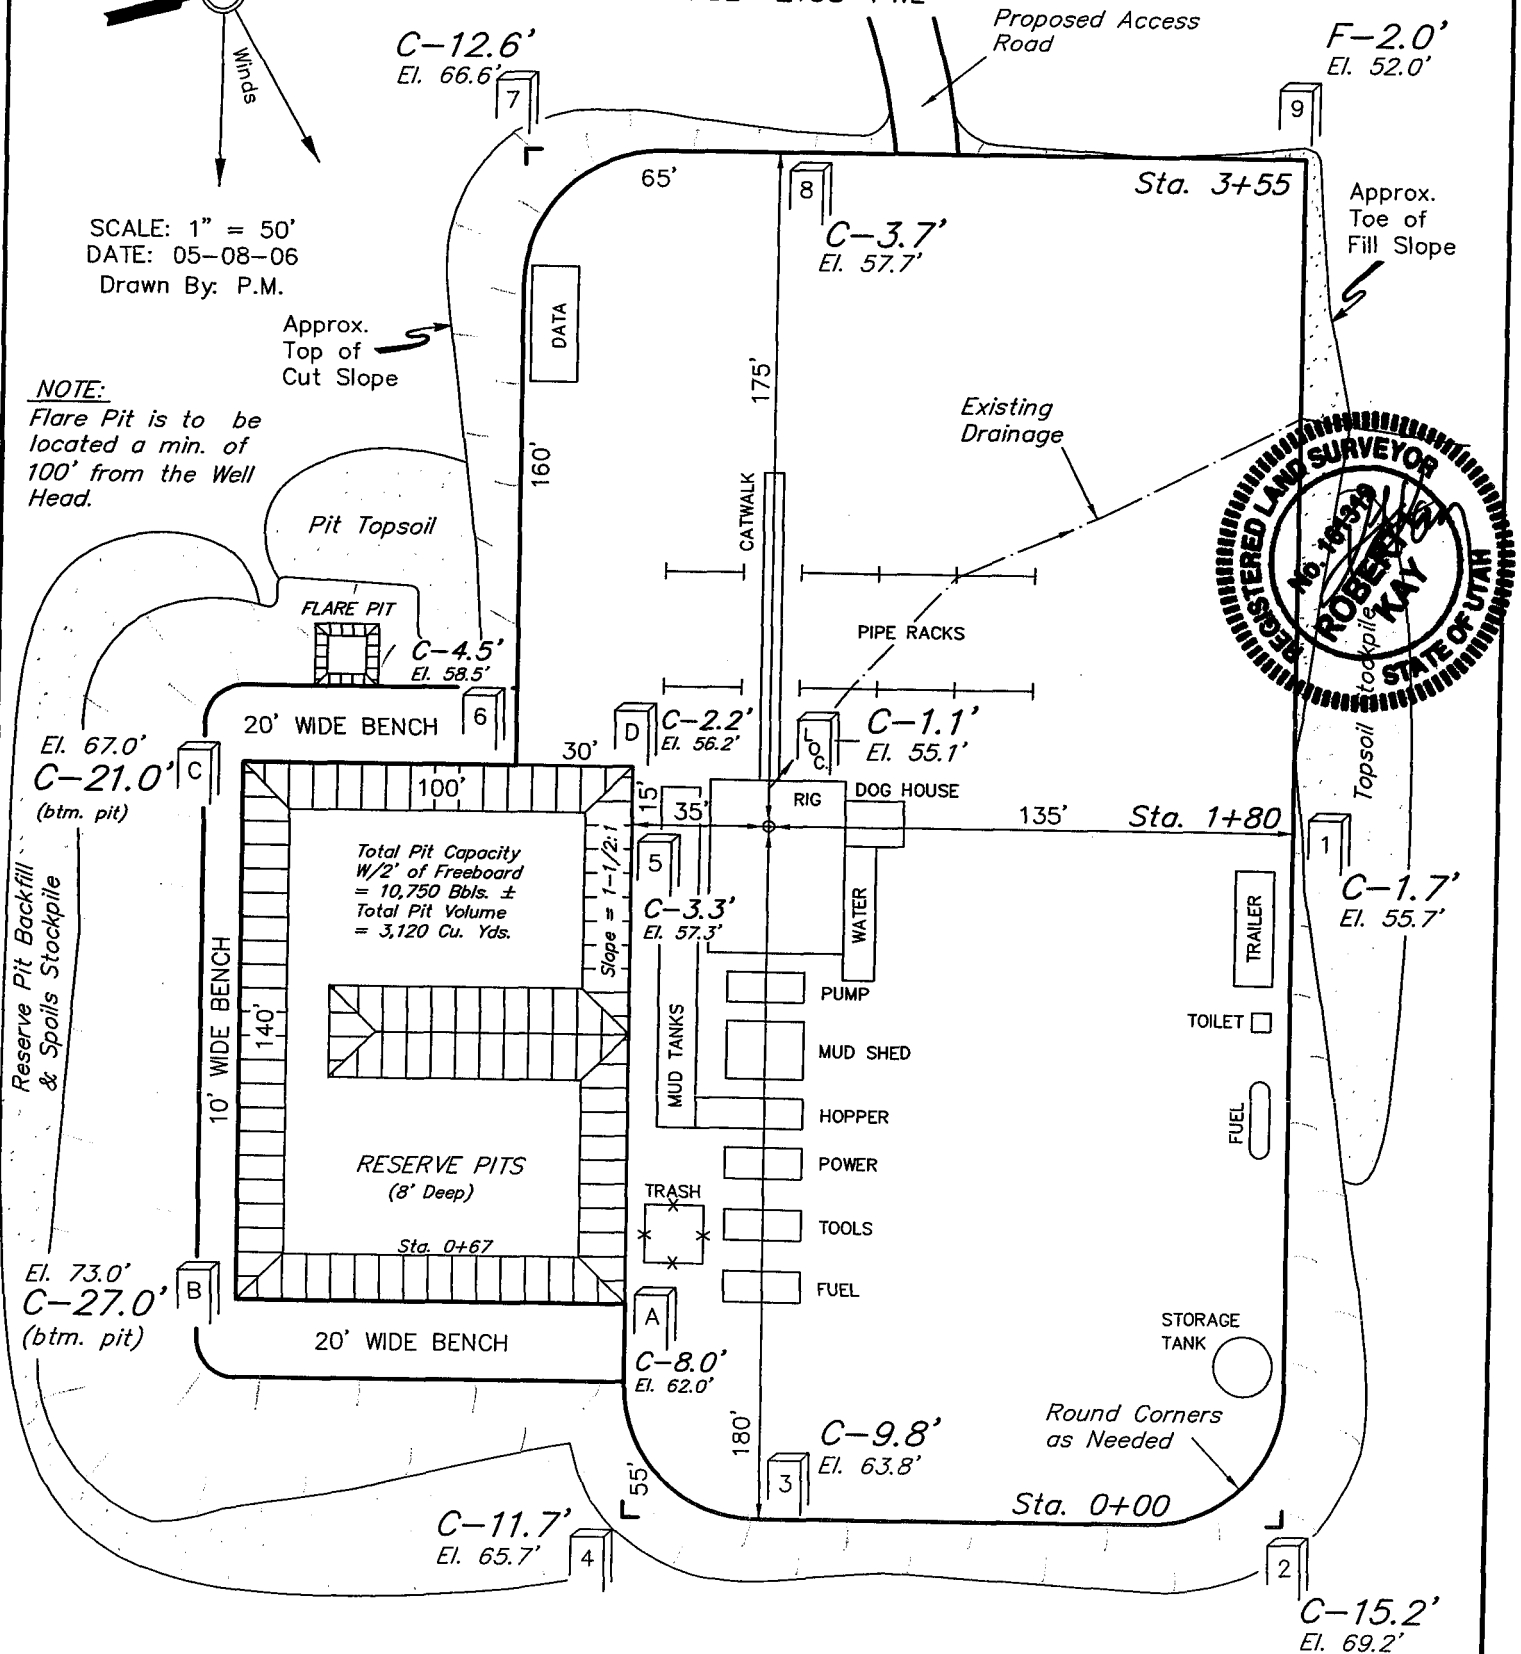 Proposed Access
Road
C-12.6'
El. 66.6'
F-2.0'
El. 52.0'
Winds
7
9
65'
8
Sta. 3+55
C-3.7'
El. 57.7'
Approx.
Toe of
Fill Slope
SCALE: 1" = 50'
DATE: 05-08-06
Drawn By: P.M.
Approx.
Top of
Cut Slope
DATA
175'
NOTE:
Flare Pit is to be
located a min. of
100' from the Well
Head.
Existing
Drainage
160'
CATWALK
Pit Topsoil
REGISTERED LAND SURVEYOR
No. 161319
ROBERT
KAY
STATE OF UTAH
Topsoil Stockpile
FLARE PIT
PIPE RACKS
C-4.5'
El. 58.5'
6
20' WIDE BENCH
D
C-2.2'
El. 56.2'
LOC.
C-1.1'
El. 55.1'
El. 67.0'
C-21.0'
(btm. pit)
C
30'
100'
15'
35'
RIG
DOG HOUSE
135'
Sta. 1+80
1
C-1.7'
El. 55.7'
Total Pit Capacity
W/2' of Freeboard
= 10,750 Bbls. ±
Total Pit Volume
= 3,120 Cu. Yds.
Slope = 1-1/2:1
5
C-3.3'
El. 57.3'
WATER
TRAILER
Reserve Pit Backfill
& Spoils Stockpile
10' WIDE BENCH
140'
MUD TANKS
PUMP
TOILET
MUD SHED
FUEL
HOPPER
RESERVE PITS
(8' Deep)
POWER
TRASH
TOOLS
Sta. 0+67
El. 73.0'
C-27.0'
(btm. pit)
B
FUEL
A
C-8.0'
El. 62.0'
20' WIDE BENCH
STORAGE
TANK
Round Corners
as Needed
180'
C-9.8'
El. 63.8'
3
55'
Sta. 0+00
C-11.7'
El. 65.7'
4
2
C-15.2'
El. 69.2'